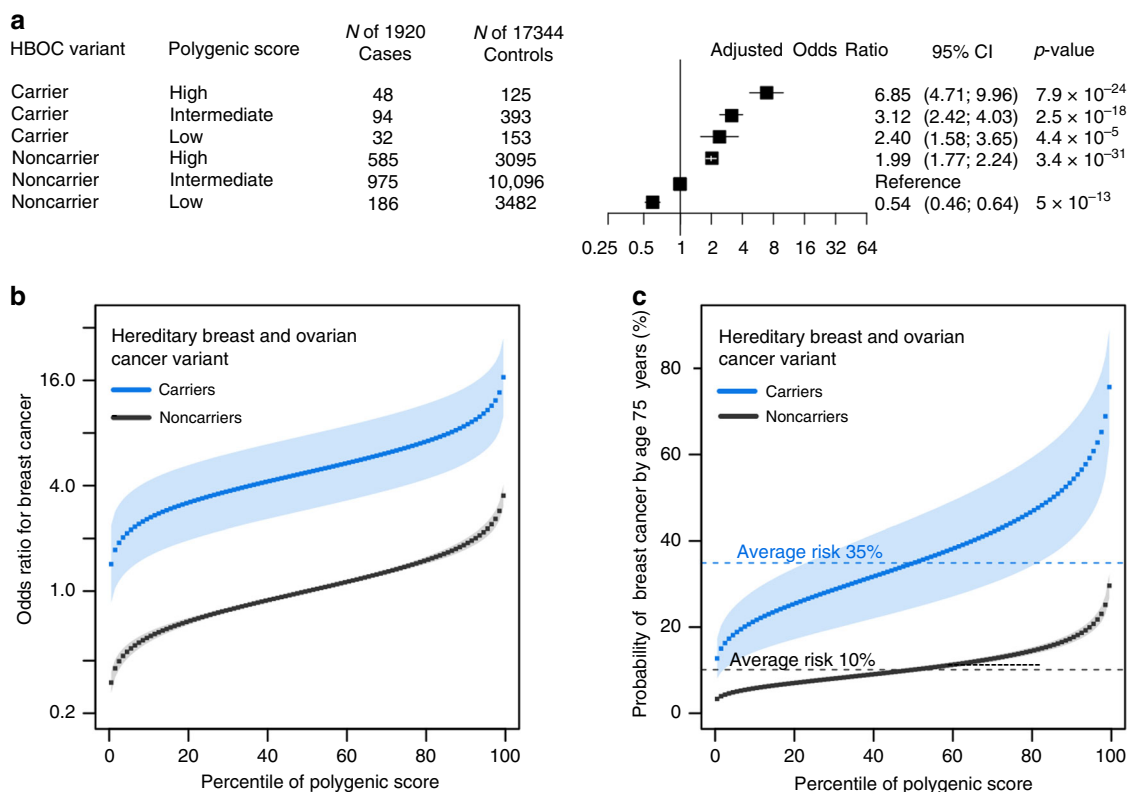 a
HBOC variant Polygenic score N of 1920 Cases N of 17344 Controls Adjusted Odds Ratio 95% CI p-value
Carrier High 48 125 6.85 (4.71; 9.96) 7.9 × 10⁻²⁴
Carrier Intermediate 94 393 3.12 (2.42; 4.03) 2.5 × 10⁻¹⁸
Carrier Low 32 153 2.40 (1.58; 3.65) 4.4 × 10⁻⁵
Noncarrier High 585 3095 1.99 (1.77; 2.24) 3.4 × 10⁻³¹
Noncarrier Intermediate 975 10,096 Reference
Noncarrier Low 186 3482 0.54 (0.46; 0.64) 5 × 10⁻¹³
0.25 0.5 1 2 4 8 16 32 64
b
Hereditary breast and ovarian
cancer variant
Carriers
Noncarriers
Odds ratio for breast cancer
16.0
4.0
1.0
0.2
0 20 40 60 80 100
Percentile of polygenic score
c
Hereditary breast and ovarian
cancer variant
Carriers
Noncarriers
Probability of breast cancer by age 75 years (%)
80
60
40
20
0
Average risk 35%
Average risk 10%
0 20 40 60 80 100
Percentile of polygenic score